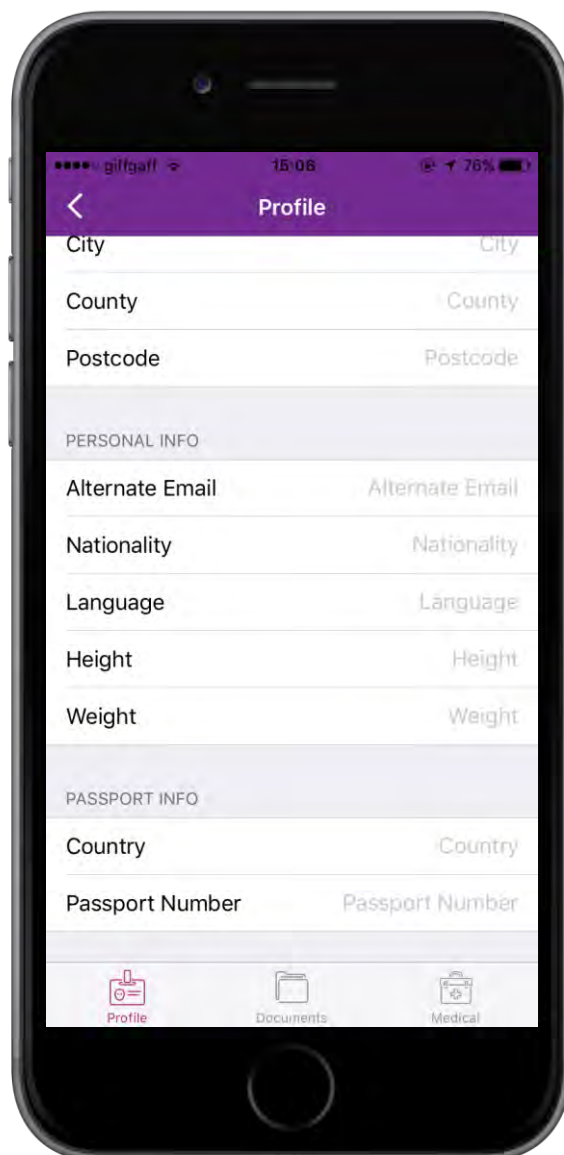 giffgaff 15:08 76%
Profile
City City
County County
Postcode Postcode
PERSONAL INFO
Alternate Email Alternate Email
Nationality Nationality
Language Language
Height Height
Weight Weight
PASSPORT INFO
Country Country
Passport Number Passport Number
Profile Documents Medical